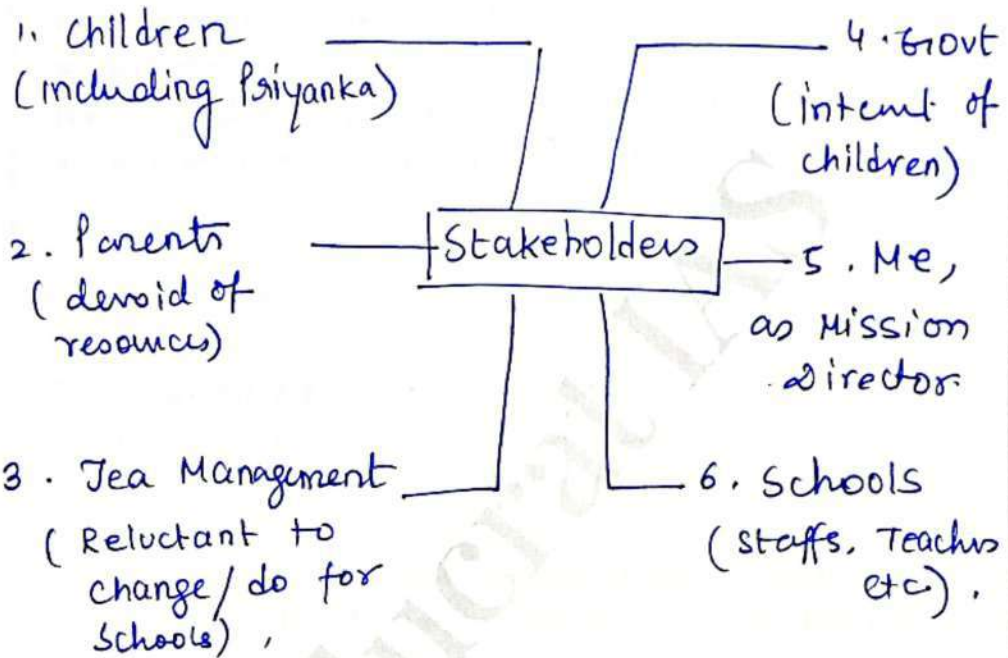 1. Children
(including Priyanka)
2. Parents
(devoid of
resources)
3. Tea Management
(Reluctant to
change/do for
Schools),
Stakeholders
4. Govt
(intent of
children)
5. Me,
as Mission
Director.
6. Schools
(Staffs, Teachers
etc).